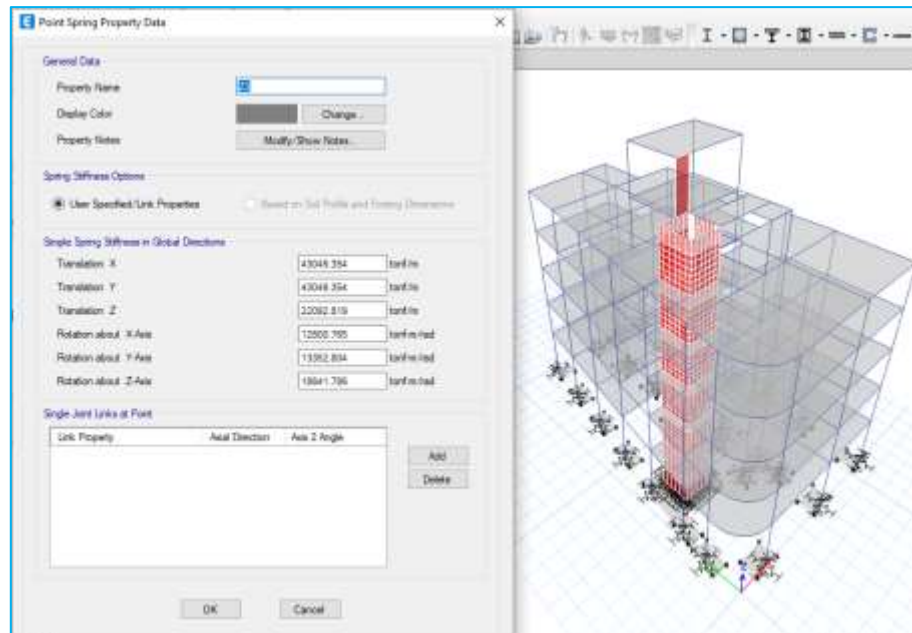 Point Spring Property Data
General Data
Property Name
Display Color
Change...
Property Notes
Modify/Show Notes...
Spring Stiffness Options
User Specified/Link Properties
Based on Soil Profile and Footing Dimensions
Single Spring Stiffness in Global Directions
Translation X 43049.354 tonf/m
Translation Y 43049.354 tonf/m
Translation Z 32092.819 tonf/m
Rotation about X-Axis tonf-m/rad
Rotation about Y-Axis tonf-m/rad
Rotation about Z-Axis tonf-m/rad
Single Joint Links at Point
Link Property Axial Direction Axis 2 Angle
Add
Delete
OK Cancel